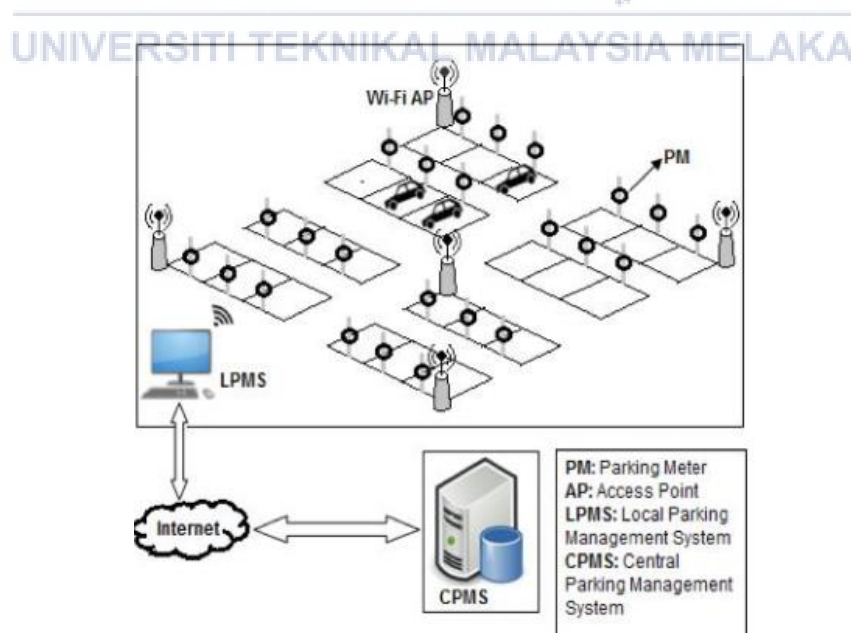 UNIVERSITI TEKNIKAL MALAYSIA MELAKA
Wi-Fi AP
PM
LPMS
Internet
CPMS
PM: Parking Meter
AP: Access Point
LPMS: Local Parking
Management System
CPMS: Central
Parking Management
System